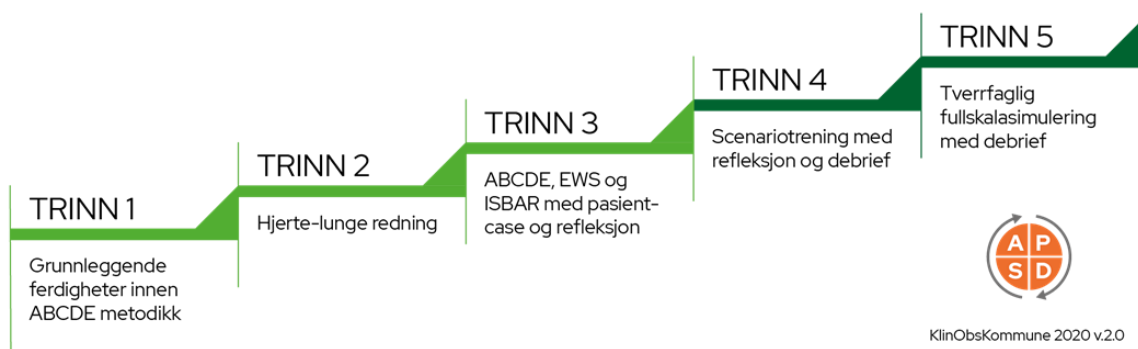 TRINN 1
Grunnleggende
ferdigheter innen
ABCDE metodikk
TRINN 2
Hjerte-lunge redning
TRINN 3
ABCDE, EWS og
ISBAR med pasient-
case og refleksjon
TRINN 4
Scenariotrening med
refleksjon og debrief
TRINN 5
Tverrfaglig
fullskalasimulering
med debrief
A P
S D
KlinObsKommune 2020 v.2.0